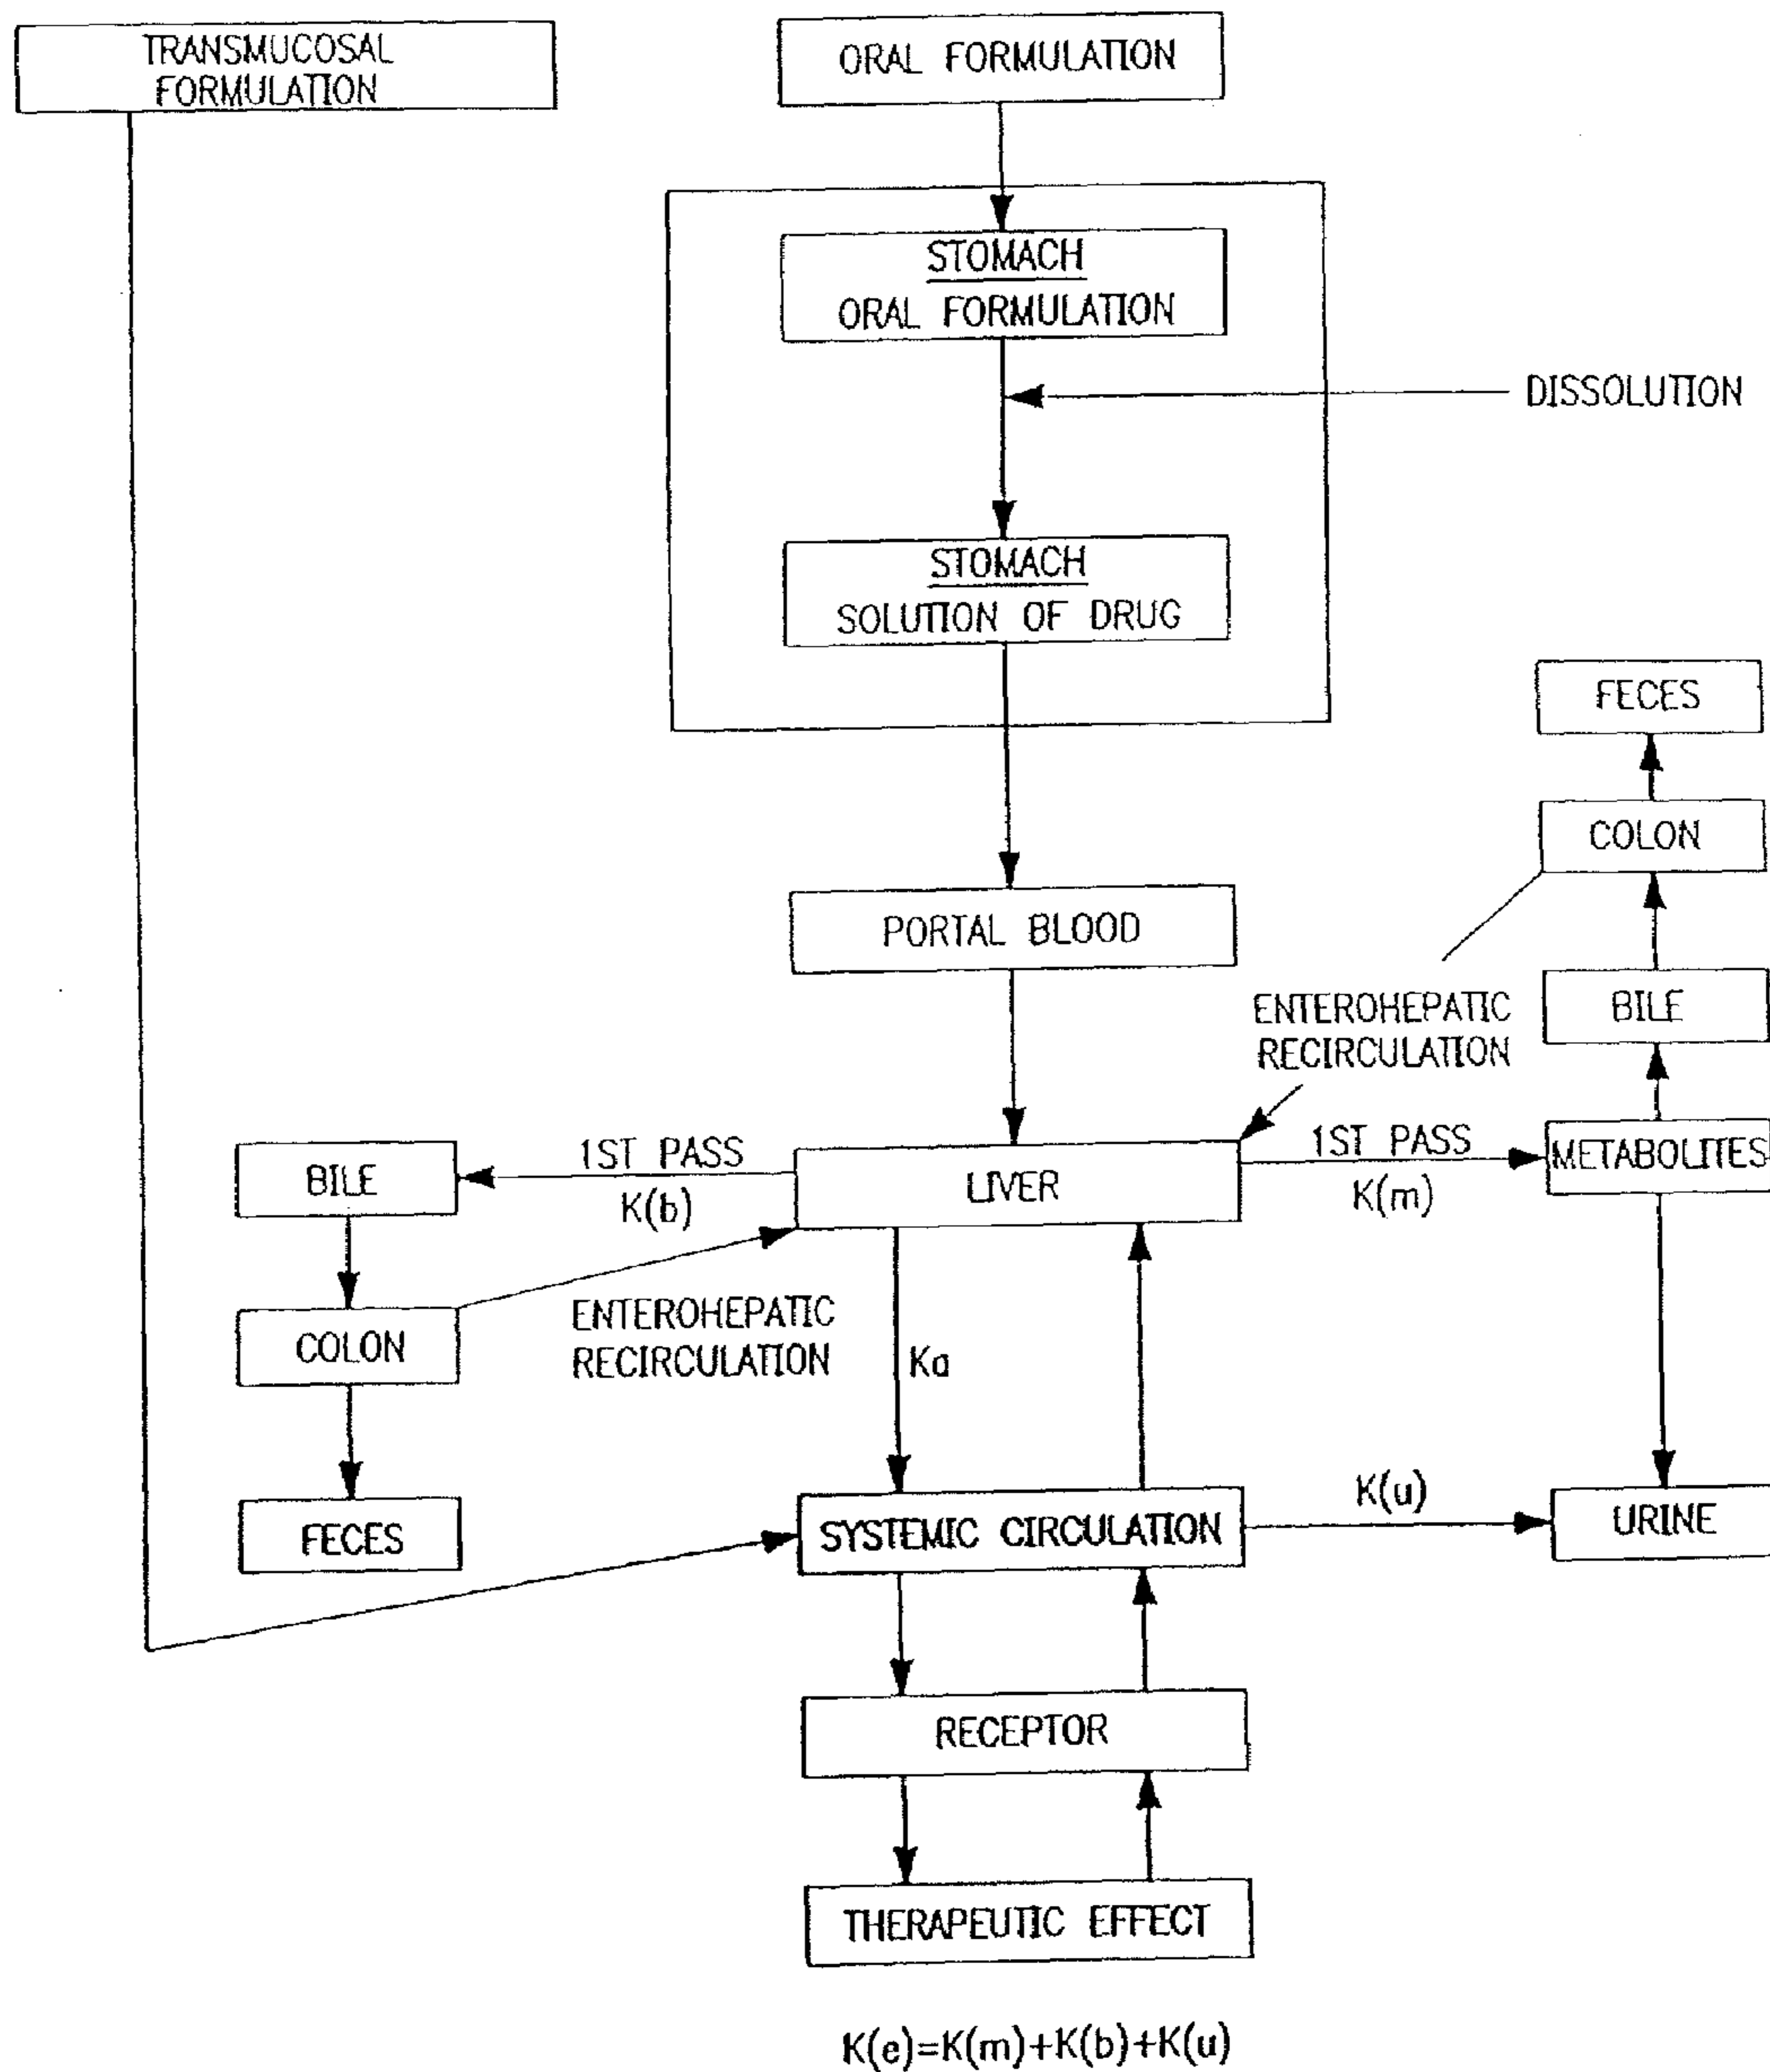 TRANSMUCOSAL
FORMULATION
ORAL FORMULATION
STOMACH
ORAL FORMULATION
DISSOLUTION
STOMACH
SOLUTION OF DRUG
FECES
COLON
PORTAL BLOOD
BILE
ENTEROHEPATIC
RECIRCULATION
BILE
1ST PASS
K(b)
LIVER
1ST PASS
K(m)
METABOLITES
COLON
ENTEROHEPATIC
RECIRCULATION
Ka
FECES
SYSTEMIC CIRCULATION
K(u)
URINE
RECEPTOR
THERAPEUTIC EFFECT
K(e)=K(m)+K(b)+K(u)